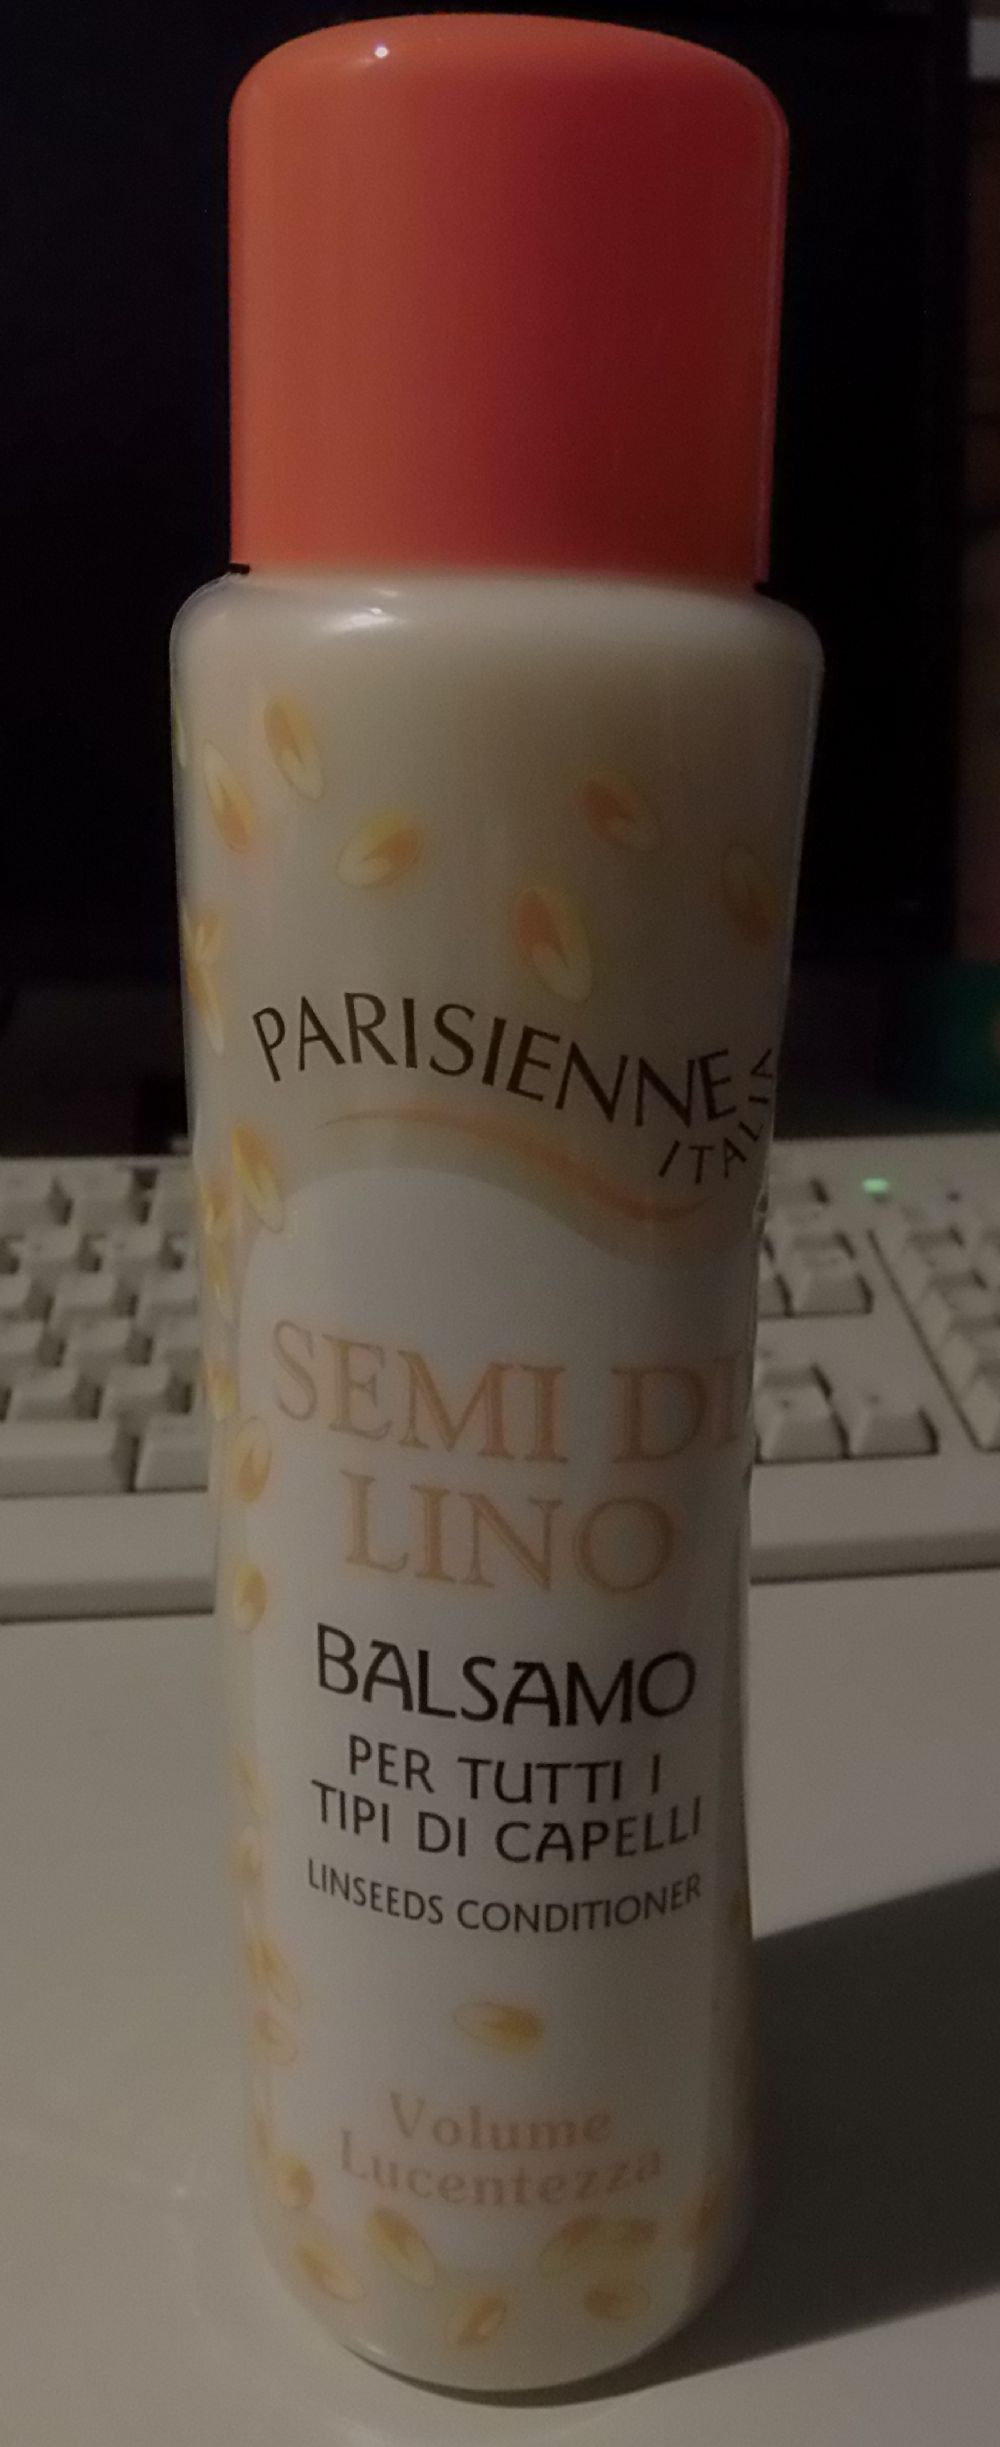 PARISIENNE
ITALIA
SEMI DI
LINO
BALSAMO
PER TUTTI I
TIPI DI CAPELLI
LINSEEDS CONDITIONER
Volume
Lucentezza